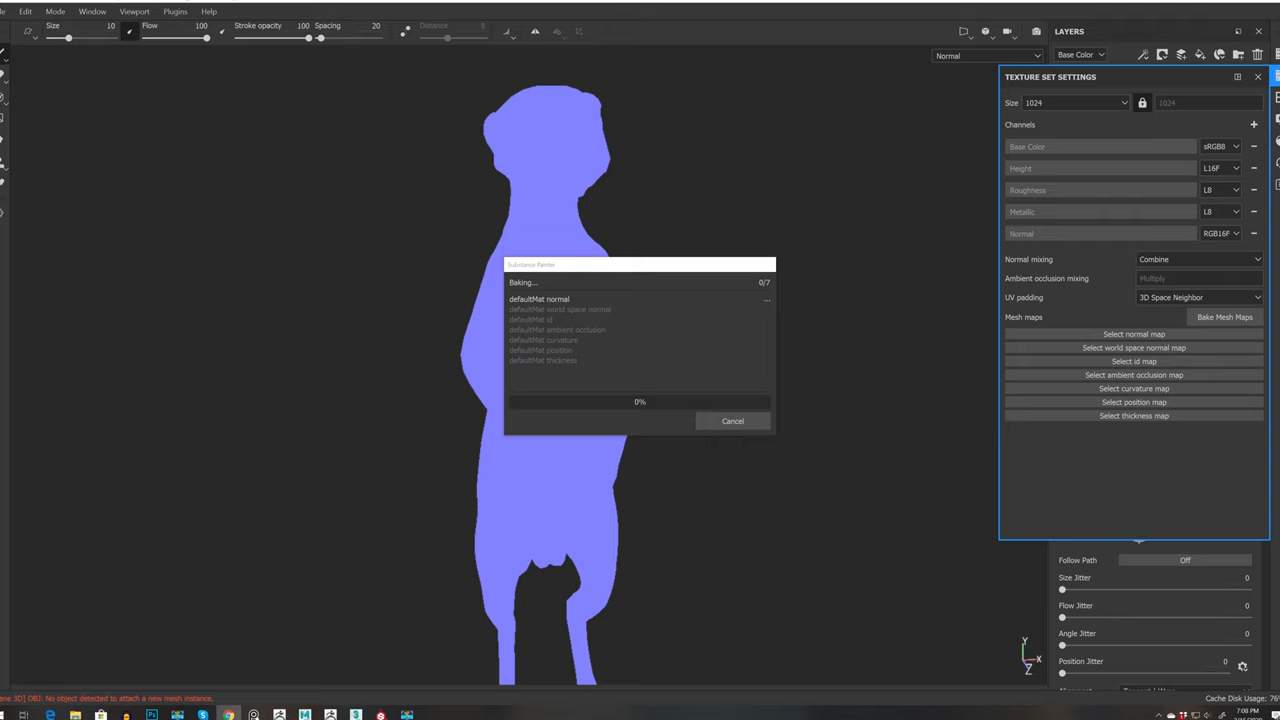 Edit Mode Window Viewport Plugins Help
Size 10 Flow 100 Stroke opacity 100 Spacing 20 Distance 8
LAYERS
Normal Base Color
TEXTURE SET SETTINGS
Size 1024 1024
Channels
Base Color sRGB8
Height L16F
Roughness L8
Metallic L8
Normal RGB16F
Normal mixing Combine
Ambient occlusion mixing Multiply
UV padding 3D Space Neighbor
Mesh maps Bake Mesh Maps
Select normal map
Select world space normal map
Select id map
Select ambient occlusion map
Select curvature map
Select position map
Select thickness map
Substance Painter
Baking... 0/7
defaultMat normal ...
defaultMat world space normal
defaultMat id
defaultMat ambient occlusion
defaultMat curvature
defaultMat position
defaultMat thickness
0%
Cancel
Follow Path Off
Size Jitter 0
Flow Jitter 0
Angle Jitter 0
Position Jitter 0
Y
X
Z
3D] OBJ: No object detected to attach a new mesh instance.
Cache Disk Usage: 76
7:08 PM